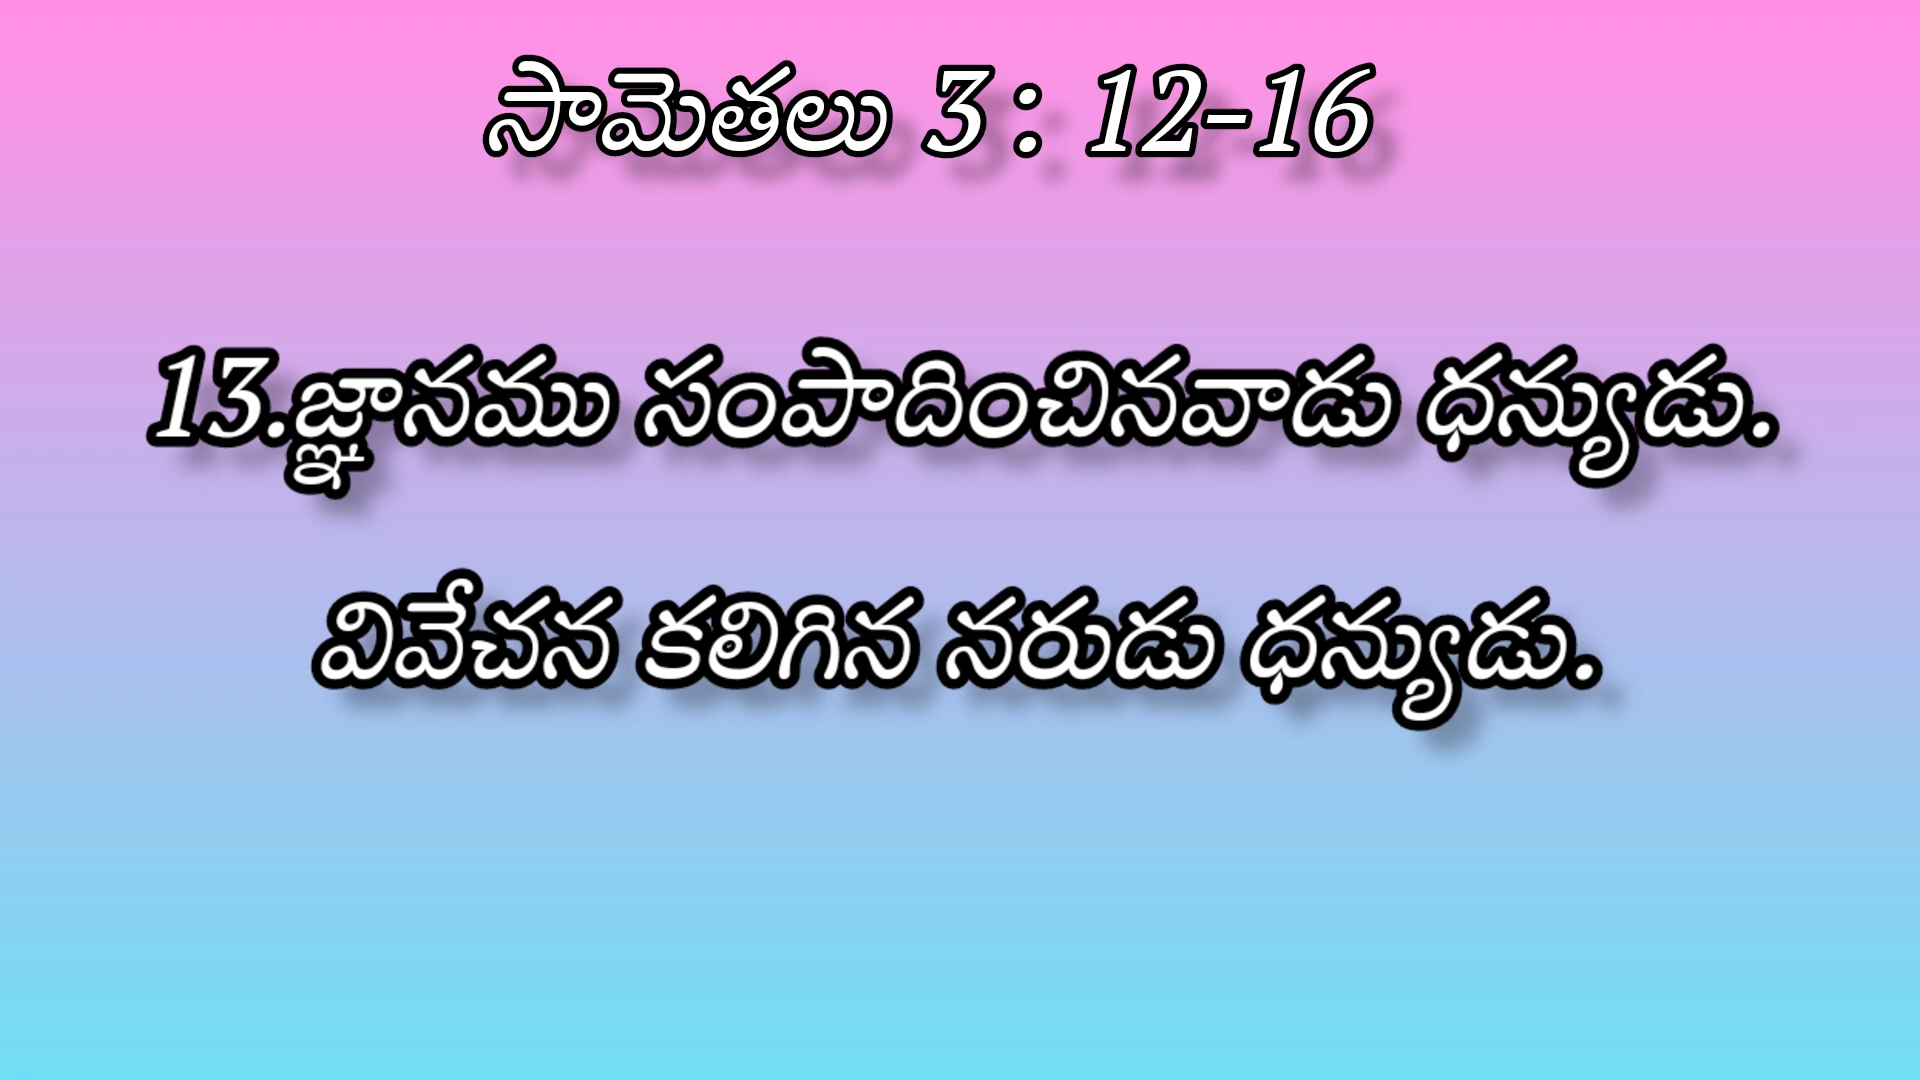 సామెతలు 3 : 12-16
13.జ్ఞానము సంపాదించినవాడు ధన్యుడు.
వివేచన కలిగిన నరుడు ధన్యుడు.